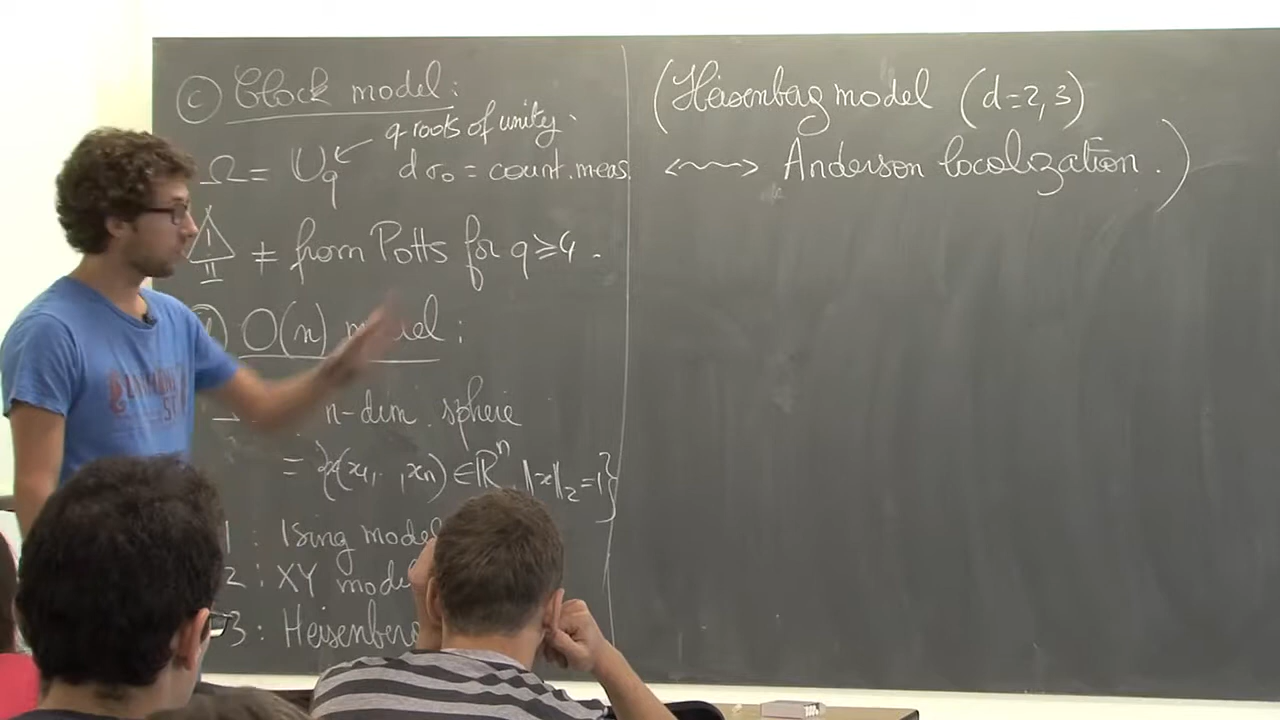 (c) Clock model:
q roots of unity.
Ω = U_q dσ₀ = count. meas.
! ≠ from Potts for q ≥ 4.
O(n) model:
n-dim. sphere
= {(x₁, ., xₙ) ∈ ℝⁿ, ‖x‖₂ = 1}
1 : Ising model
2 : XY model
3 : Heisenberg
(Heisenberg model (d=2,3)
⟷ Anderson localization.)